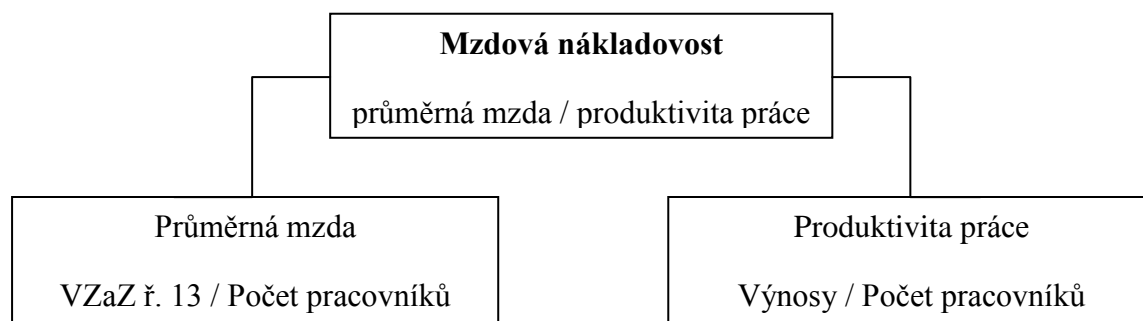 Mzdová nákladovost
průměrná mzda / produktivita práce
Průměrná mzda
VZaZ ř. 13 / Počet pracovníků
Produktivita práce
Výnosy / Počet pracovníků